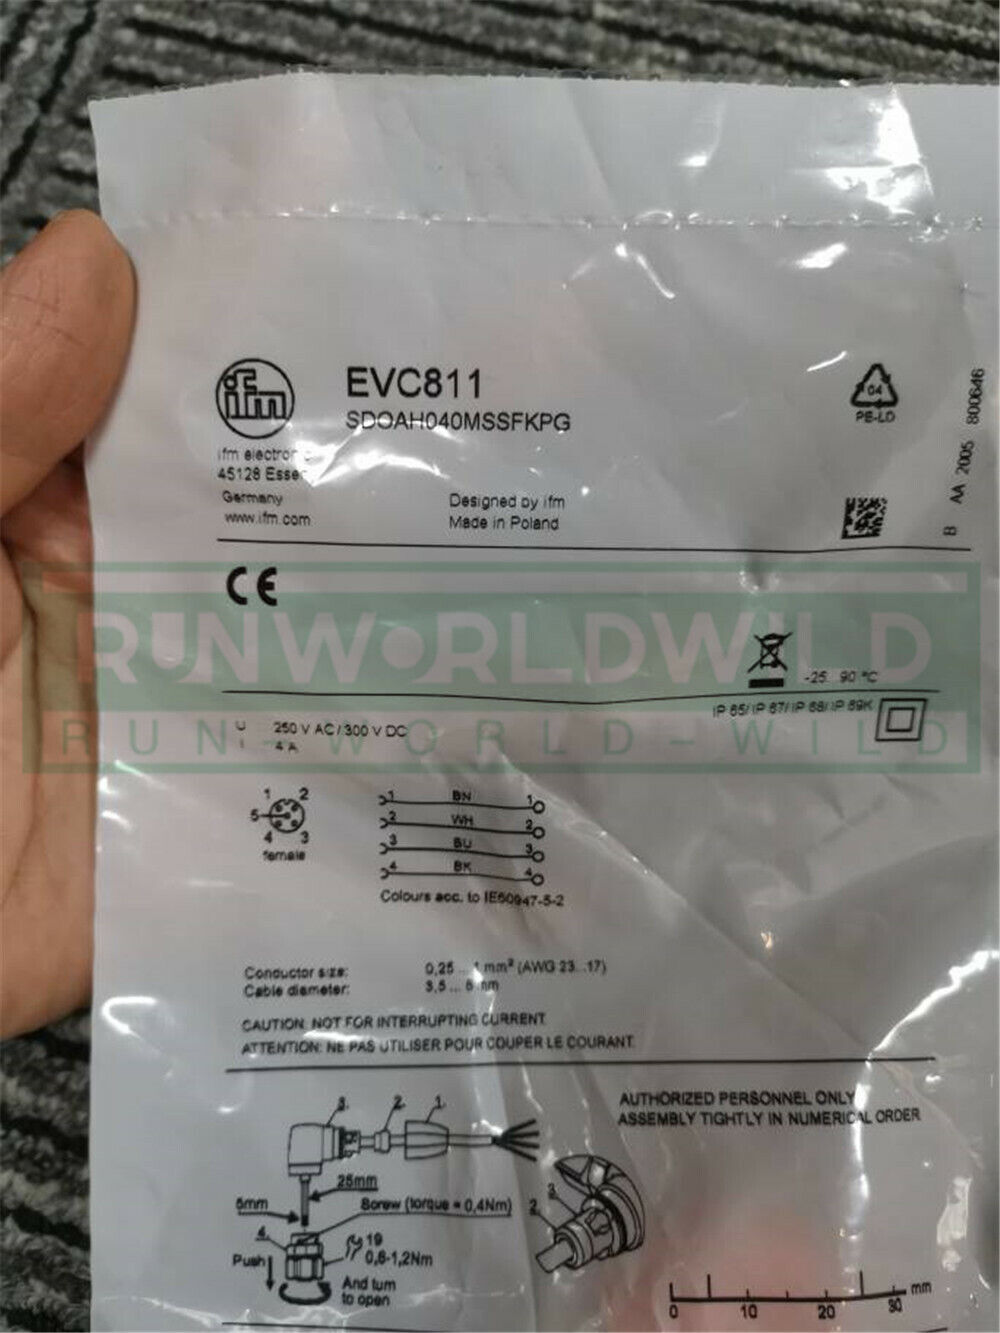 ifm
EVC811
SDOAH040MSSFKPG
04
PE-LD
B AA 2005 800646
ifm electronic
45128 Essen
Germany
www.ifm.com
Designed by ifm
Made in Poland
CE
RUNWORLDWILD
-25...90 °C
IP 65/ IP 67/ IP 68/ IP 69K
U 250 V AC / 300 V DC
I 4 A
RUN-WORLD-WILD
1 2
5
4 3
female
1 BN 1
2 WH 2
3 BU 3
4 BK 4
Colours acc. to IE60947-5-2
Conductor size: 0,25 ... 1 mm² (AWG 23...17)
Cable diameter: 3,5 ... 6 mm
CAUTION: NOT FOR INTERRUPTING CURRENT
ATTENTION: NE PAS UTILISER POUR COUPER LE COURANT
AUTHORIZED PERSONNEL ONLY
ASSEMBLY TIGHTLY IN NUMERICAL ORDER
3. 2. 1.
25mm
5mm
Screw (torque = 0,4Nm)
4.
Push
19
0,8-1,2Nm
And turn
to open
3.
2.
mm
0 10 20 30